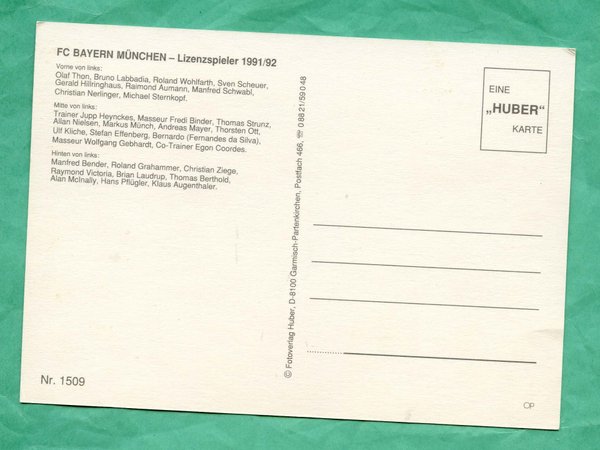 FC BAYERN MÜNCHEN – Lizenzspieler 1991/92
Vorne von links:
Olaf Thon, Bruno Labbadia, Roland Wohlfarth, Sven Scheuer,
Gerald Hillringhaus, Raimond Aumann, Manfred Schwabl,
Christian Nerlinger, Michael Sternkopf.
Mitte von links:
Trainer Jupp Heynckes, Masseur Fredi Binder, Thomas Strunz,
Allan Nielsen, Markus Münch, Andreas Mayer, Thorsten Ott,
Ulf Kliche, Stefan Effenberg, Bernardo (Fernandes da Silva),
Masseur Wolfgang Gebhardt, Co-Trainer Egon Coordes.
Hinten von links:
Manfred Bender, Roland Grahammer, Christian Ziege,
Raymond Victoria, Brian Laudrup, Thomas Berthold,
Alan McInally, Hans Pflügler, Klaus Augenthaler.
Nr. 1509
© Fotoverlag Huber, D-8100 Garmisch-Partenkirchen, Postfach 466, ☏ 0 88 21/59 0 48
EINE
„HUBER“
KARTE
OP